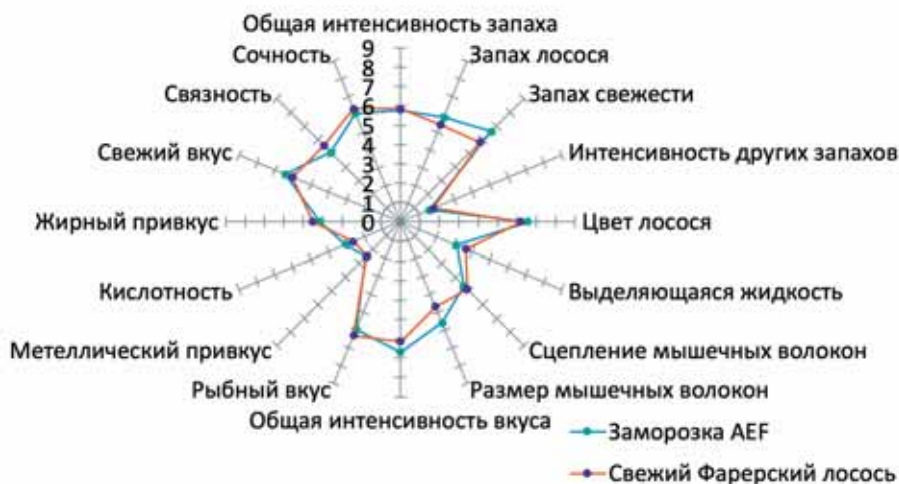 Общая интенсивность запаха
Запах лосося
Запах свежести
Интенсивность других запахов
Цвет лосося
Выделяющаяся жидкость
Сцепление мышечных волокон
Размер мышечных волокон
Общая интенсивность вкуса
Рыбный вкус
Метеллический привкус
Кислотность
Жирный привкус
Свежий вкус
Связность
Сочность
9
8
7
6
5
4
3
2
1
0
Заморозка AEF
Свежий Фарерский лосось